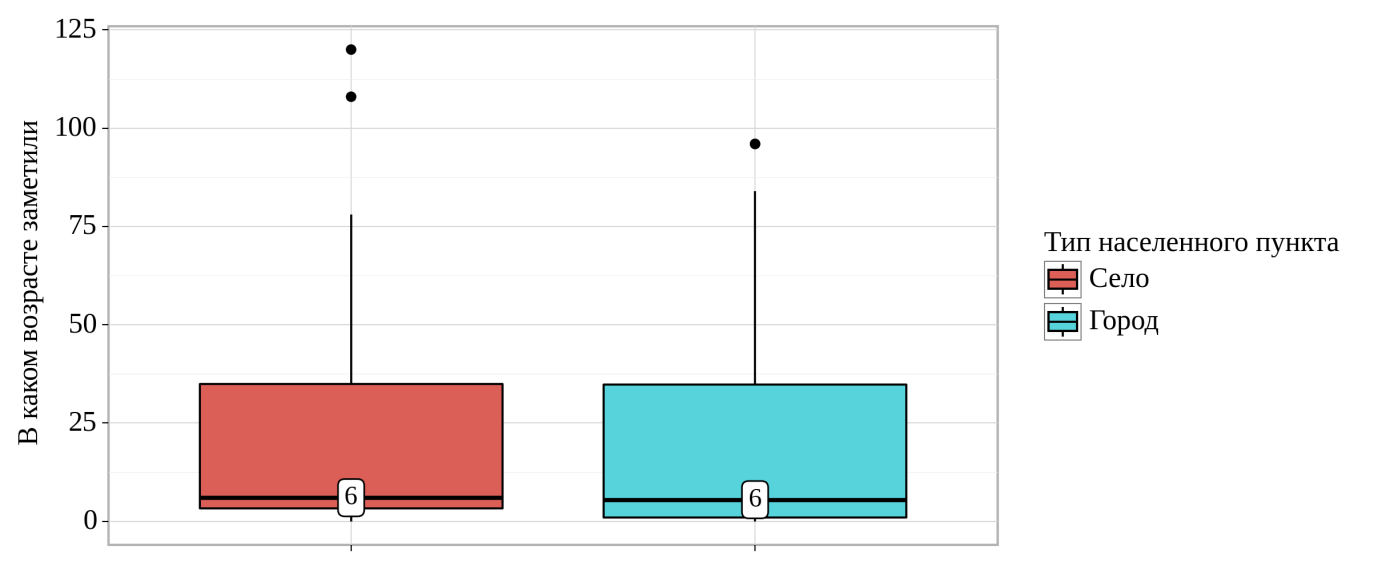 В каком возрасте заметили
125
100
75
50
25
0
6
6
Тип населенного пункта
Село
Город